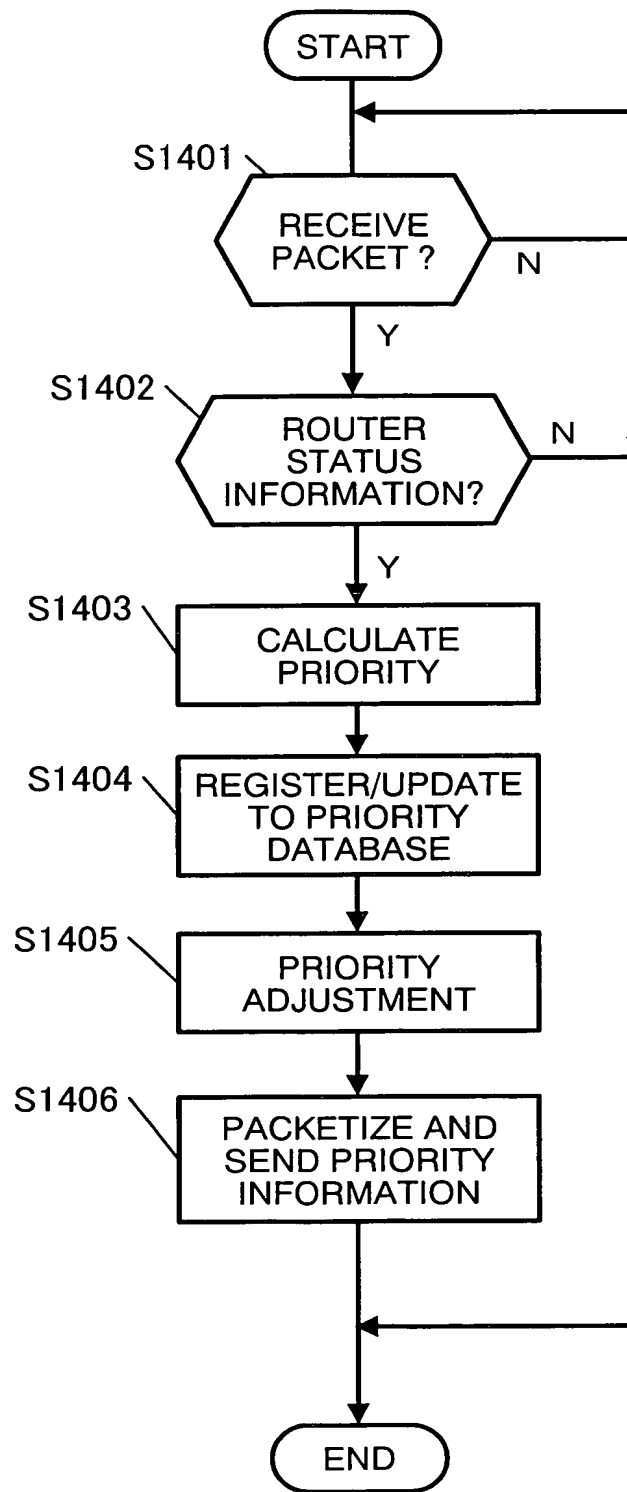 START
S1401
RECEIVE
PACKET ?
N
Y
S1402
ROUTER
STATUS
INFORMATION?
N
Y
S1403
CALCULATE
PRIORITY
S1404
REGISTER/UPDATE
TO PRIORITY
DATABASE
S1405
PRIORITY
ADJUSTMENT
S1406
PACKETIZE AND
SEND PRIORITY
INFORMATION
END